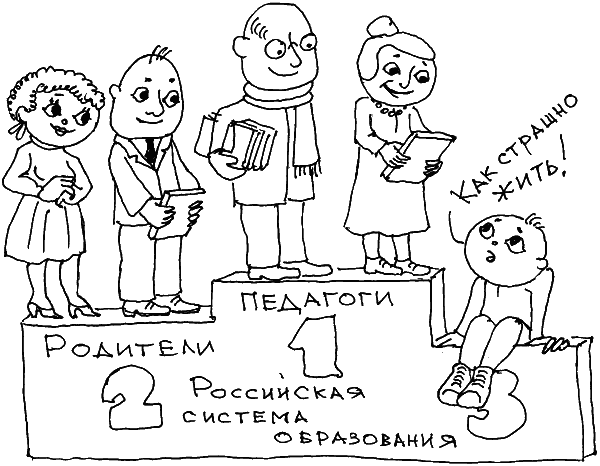 Как страшно
жить!
Педагоги
1
Родители
2
3
Российская
система
образования